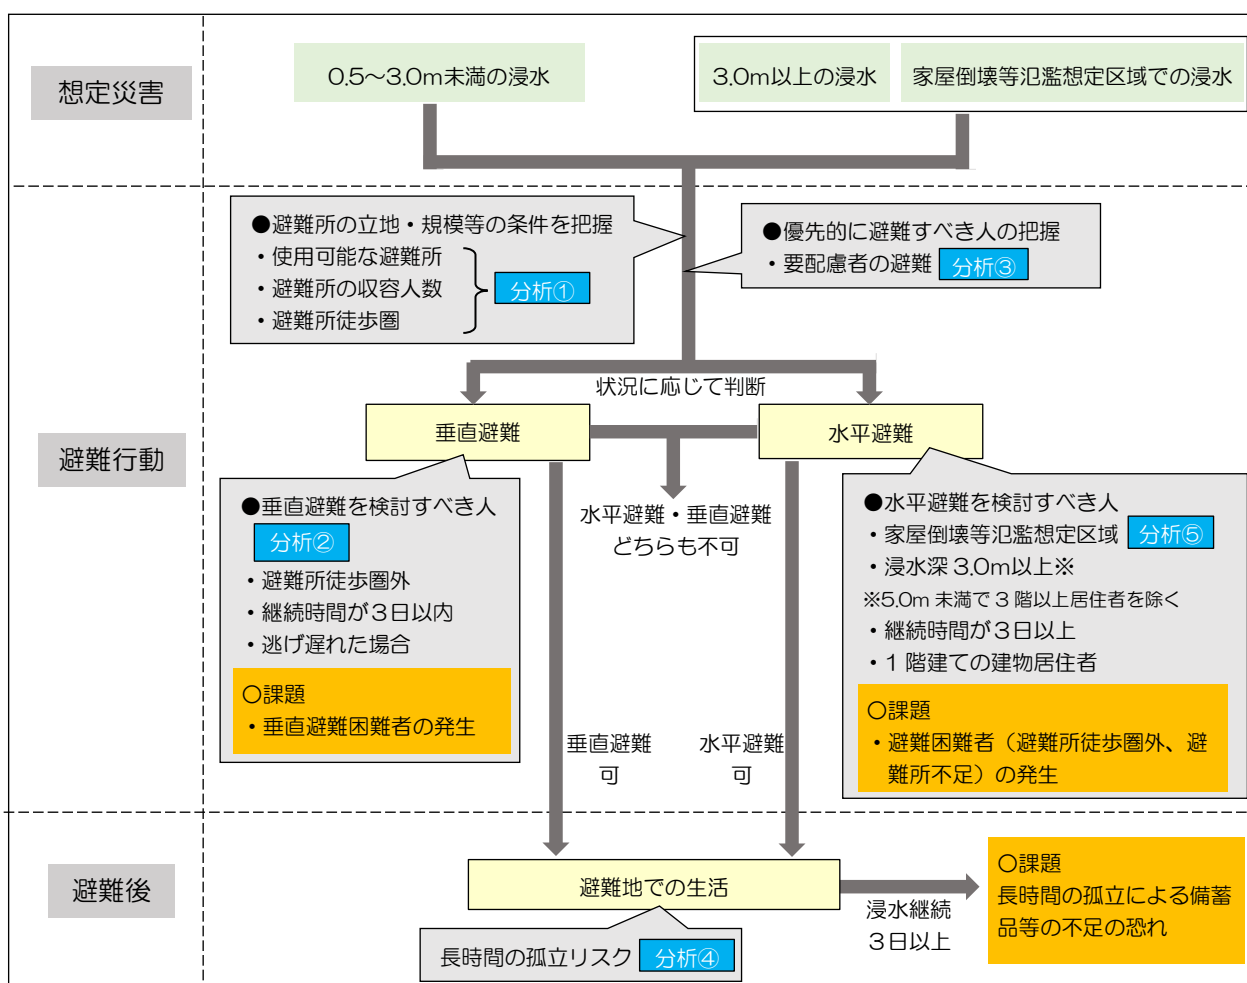 想定災害
0.5～3.0m未満の浸水
3.0m以上の浸水
家屋倒壊等氾濫想定区域での浸水
避難行動
●避難所の立地・規模等の条件を把握
・使用可能な避難所
・避難所の収容人数
・避難所徒歩圏
分析①
●優先的に避難すべき人の把握
・要配慮者の避難 分析③
状況に応じて判断
垂直避難
水平避難
水平避難・垂直避難
どちらも不可
●垂直避難を検討すべき人
分析②
・避難所徒歩圏外
・継続時間が3日以内
・逃げ遅れた場合
〇課題
・垂直避難困難者の発生
●水平避難を検討すべき人
・家屋倒壊等氾濫想定区域 分析⑤
・浸水深 3.0m以上※
※5.0m 未満で 3 階以上居住者を除く
・継続時間が3日以上
・1 階建ての建物居住者
〇課題
・避難困難者（避難所徒歩圏外、避
難所不足）の発生
垂直避難
可
水平避難
可
避難後
避難地での生活
長時間の孤立リスク 分析④
浸水継続
3日以上
〇課題
長時間の孤立による備蓄
品等の不足の恐れ